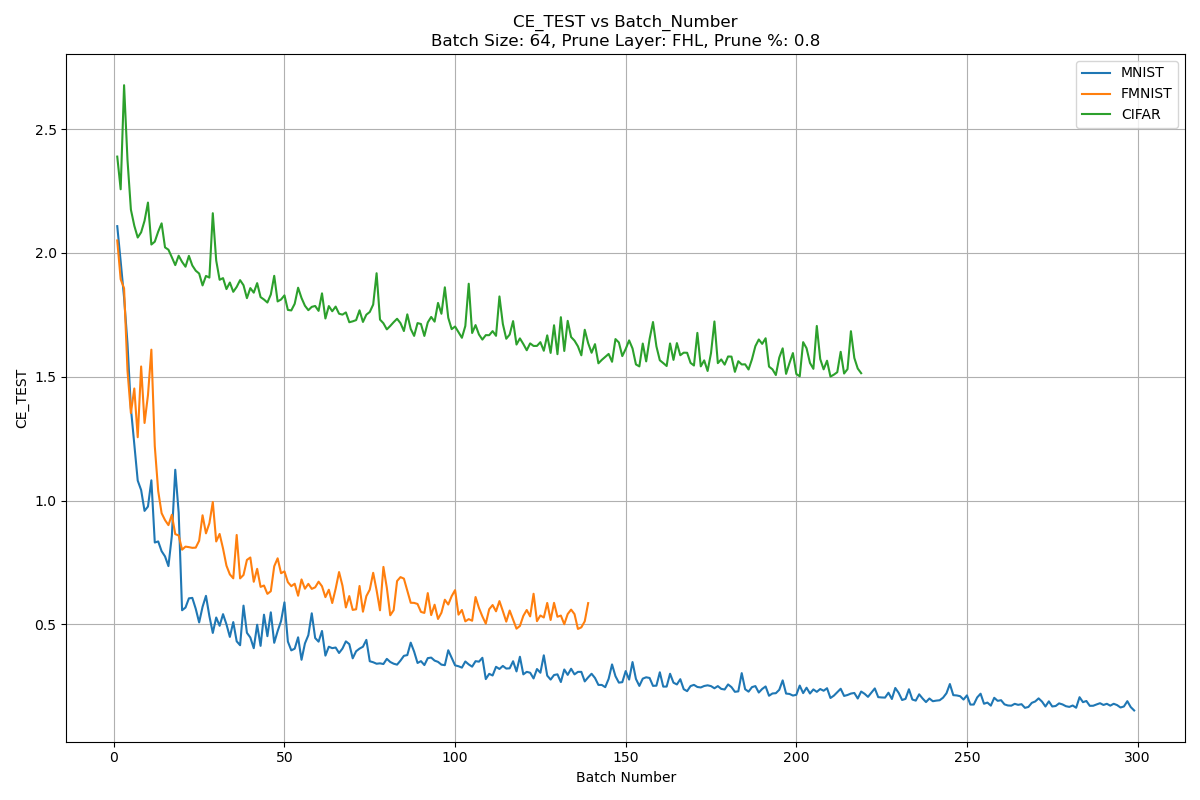 CE_TEST vs Batch_Number
Batch Size: 64, Prune Layer: FHL, Prune %: 0.8
MNIST
FMNIST
CIFAR
2.5
2.0
1.5
1.0
0.5
CE_TEST
0 50 100 150 200 250 300
Batch Number